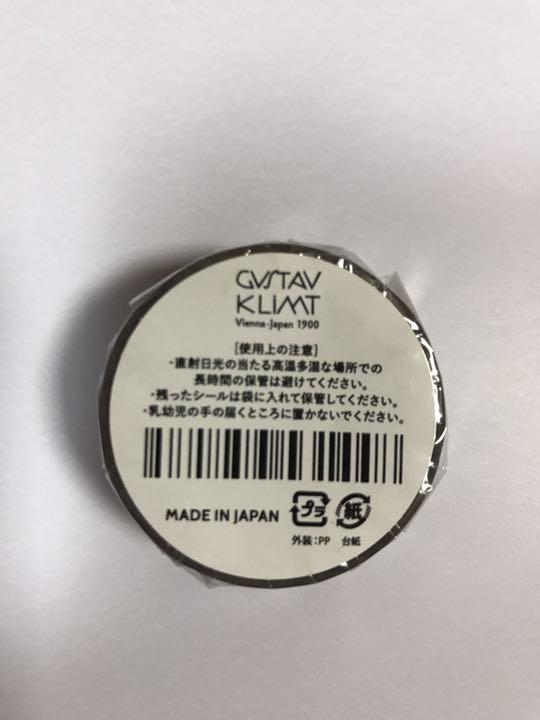 GUSTAV
KLIMT
Vienna-Japan 1900
[使用上の注意]
・直射日光の当たる高温多湿な場所での
長時間の保管は避けてください。
・残ったシールは袋に入れて保管してください。
・乳幼児の手の届くところに置かないでください。
MADE IN JAPAN
プラ
紙
外装:PP
台紙